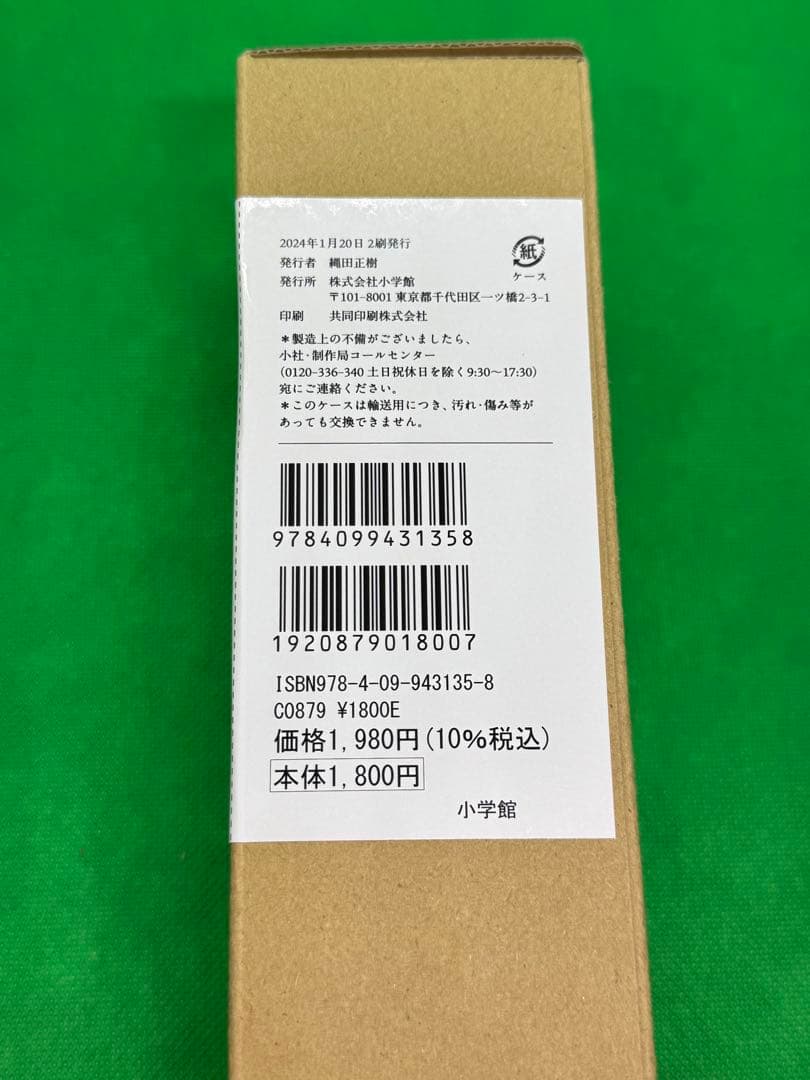 2024年1月20日 2刷発行
発行者 縄田正樹
発行所 株式会社小学館
〒101-8001 東京都千代田区一ツ橋2-3-1
印刷 共同印刷株式会社
紙
ケース
＊製造上の不備がございましたら、
小社・制作局コールセンター
(0120-336-340 土日祝休日を除く9:30～17:30)
宛にご連絡ください。
＊このケースは輸送用につき、汚れ・傷み等が
あっても交換できません。
9784099431358
1920879018007
ISBN978-4-09-943135-8
C0879 ¥1800E
価格1,980円(10%税込)
本体1,800円
小学館